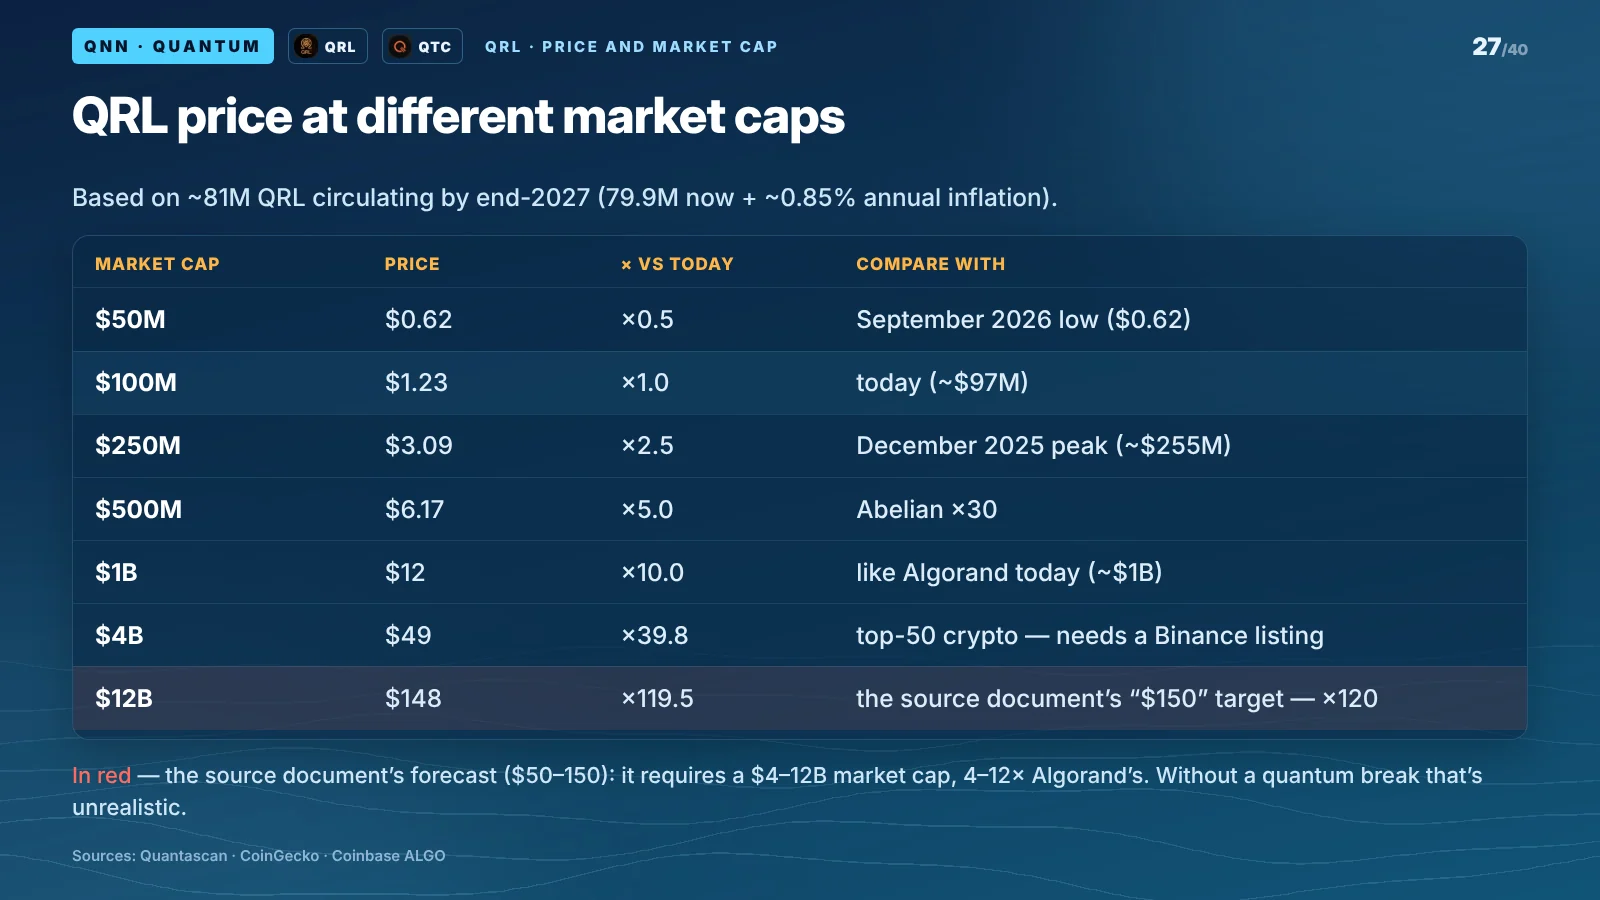 QNN · QUANTUM QRL QTC QRL · PRICE AND MARKET CAP 27/40
QRL price at different market caps
Based on ~81M QRL circulating by end-2027 (79.9M now + ~0.85% annual inflation).
MARKET CAP PRICE × VS TODAY COMPARE WITH
$50M $0.62 ×0.5 September 2026 low ($0.62)
$100M $1.23 ×1.0 today (~$97M)
$250M $3.09 ×2.5 December 2025 peak (~$255M)
$500M $6.17 ×5.0 Abelian ×30
$1B $12 ×10.0 like Algorand today (~$1B)
$4B $49 ×39.8 top-50 crypto — needs a Binance listing
$12B $148 ×119.5 the source document’s “$150” target — ×120
In red — the source document’s forecast ($50–150): it requires a $4–12B market cap, 4–12× Algorand’s. Without a quantum break that’s
unrealistic.
Sources: Quantascan · CoinGecko · Coinbase ALGO